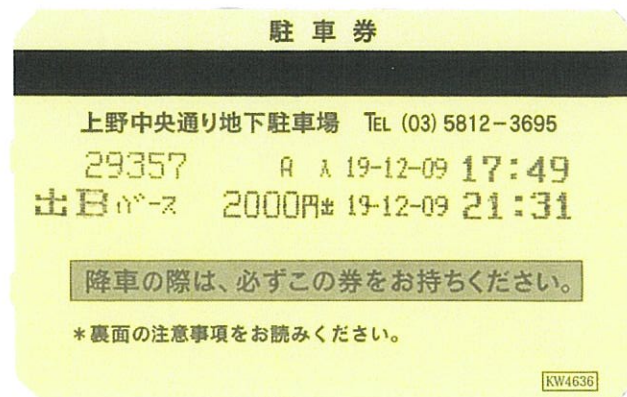 駐車券
上野中央通り地下駐車場 TEL (03) 5812-3695
29357 A 入 19-12-09 17:49
出Bバース 2000円出 19-12-09 21:31
降車の際は、必ずこの券をお持ちください。
*裏面の注意事項をお読みください。
KW4636